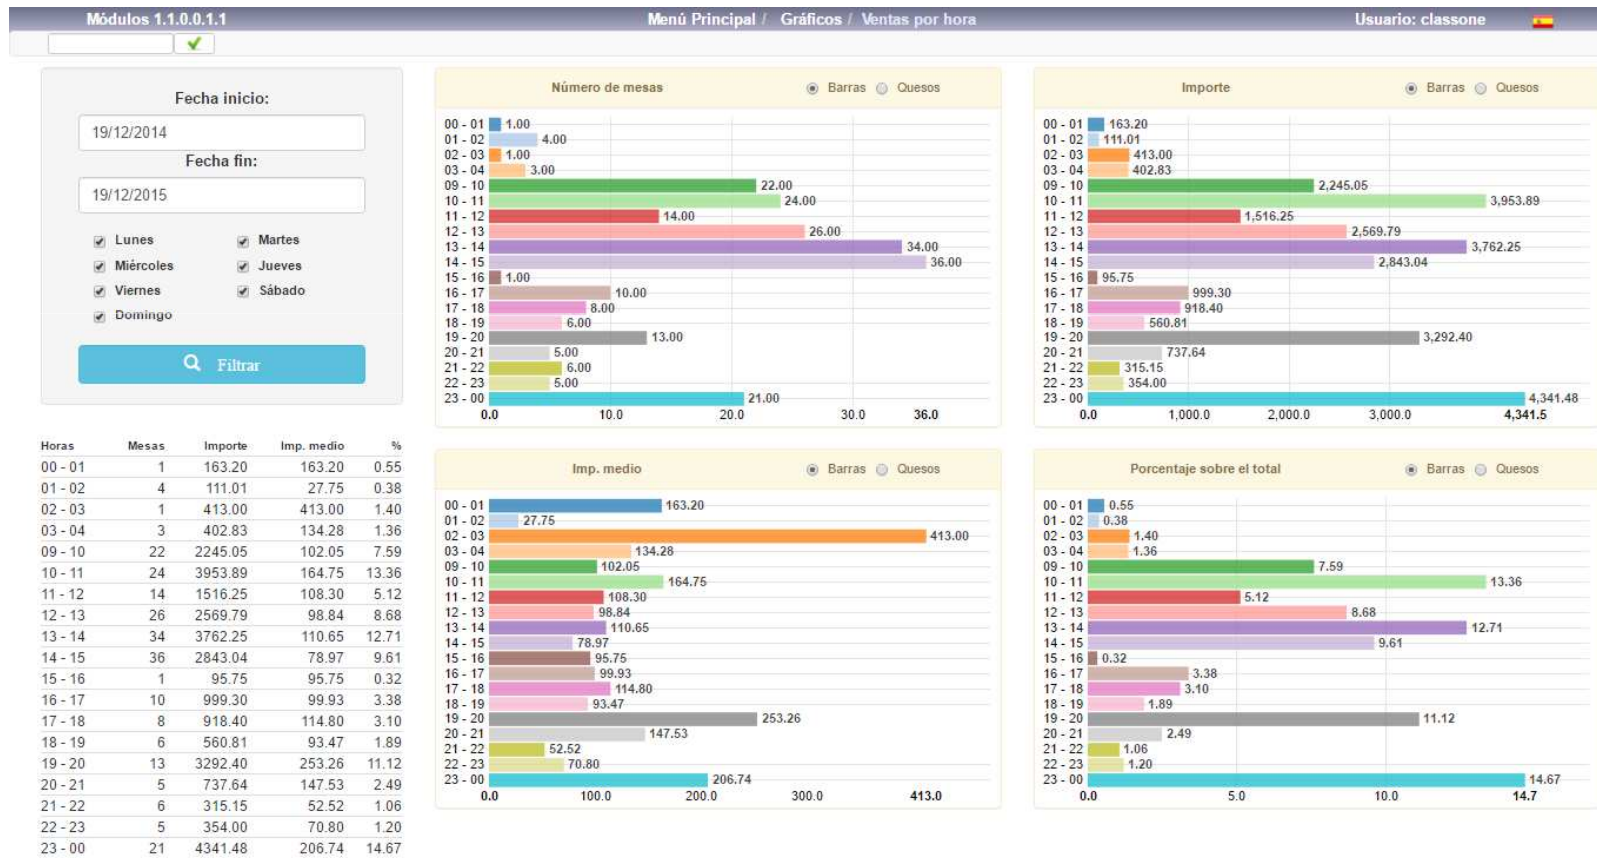 Módulos 1.1.0.0.1.1 Menú Principal / Gráficos / Ventas por hora Usuario: classone
Fecha inicio:
19/12/2014
Fecha fin:
19/12/2015
Lunes Martes
Miércoles Jueves
Viernes Sábado
Domingo
Filtrar
Horas Mesas Importe Imp. medio %
00 - 01 1 163.20 163.20 0.55
01 - 02 4 111.01 27.75 0.38
02 - 03 1 413.00 413.00 1.40
03 - 04 3 402.83 134.28 1.36
09 - 10 22 2245.05 102.05 7.59
10 - 11 24 3953.89 164.75 13.36
11 - 12 14 1516.25 108.30 5.12
12 - 13 26 2569.79 98.84 8.68
13 - 14 34 3762.25 110.65 12.71
14 - 15 36 2843.04 78.97 9.61
15 - 16 1 95.75 95.75 0.32
16 - 17 10 999.30 99.93 3.38
17 - 18 8 918.40 114.80 3.10
18 - 19 6 560.81 93.47 1.89
19 - 20 13 3292.40 253.26 11.12
20 - 21 5 737.64 147.53 2.49
21 - 22 6 315.15 52.52 1.06
22 - 23 5 354.00 70.80 1.20
23 - 00 21 4341.48 206.74 14.67
Número de mesas Barras Quesos
00 - 01 1.00
01 - 02 4.00
02 - 03 1.00
03 - 04 3.00
09 - 10 22.00
10 - 11 24.00
11 - 12 14.00
12 - 13 26.00
13 - 14 34.00
14 - 15 36.00
15 - 16 1.00
16 - 17 10.00
17 - 18 8.00
18 - 19 6.00
19 - 20 13.00
20 - 21 5.00
21 - 22 6.00
22 - 23 5.00
23 - 00 21.00
0.0 10.0 20.0 30.0 36.0
Importe Barras Quesos
00 - 01 163.20
01 - 02 111.01
02 - 03 413.00
03 - 04 402.83
09 - 10 2,245.05
10 - 11 3,953.89
11 - 12 1,516.25
12 - 13 2,569.79
13 - 14 3,762.25
14 - 15 2,843.04
15 - 16 95.75
16 - 17 999.30
17 - 18 918.40
18 - 19 560.81
19 - 20 3,292.40
20 - 21 737.64
21 - 22 315.15
22 - 23 354.00
23 - 00 4,341.48
0.0 1,000.0 2,000.0 3,000.0 4,341.5
Imp. medio Barras Quesos
00 - 01 163.20
01 - 02 27.75
02 - 03 413.00
03 - 04 134.28
09 - 10 102.05
10 - 11 164.75
11 - 12 108.30
12 - 13 98.84
13 - 14 110.65
14 - 15 78.97
15 - 16 95.75
16 - 17 99.93
17 - 18 114.80
18 - 19 93.47
19 - 20 253.26
20 - 21 147.53
21 - 22 52.52
22 - 23 70.80
23 - 00 206.74
0.0 100.0 200.0 300.0 413.0
Porcentaje sobre el total Barras Quesos
00 - 01 0.55
01 - 02 0.38
02 - 03 1.40
03 - 04 1.36
09 - 10 7.59
10 - 11 13.36
11 - 12 5.12
12 - 13 8.68
13 - 14 12.71
14 - 15 9.61
15 - 16 0.32
16 - 17 3.38
17 - 18 3.10
18 - 19 1.89
19 - 20 11.12
20 - 21 2.49
21 - 22 1.06
22 - 23 1.20
23 - 00 14.67
0.0 5.0 10.0 14.7